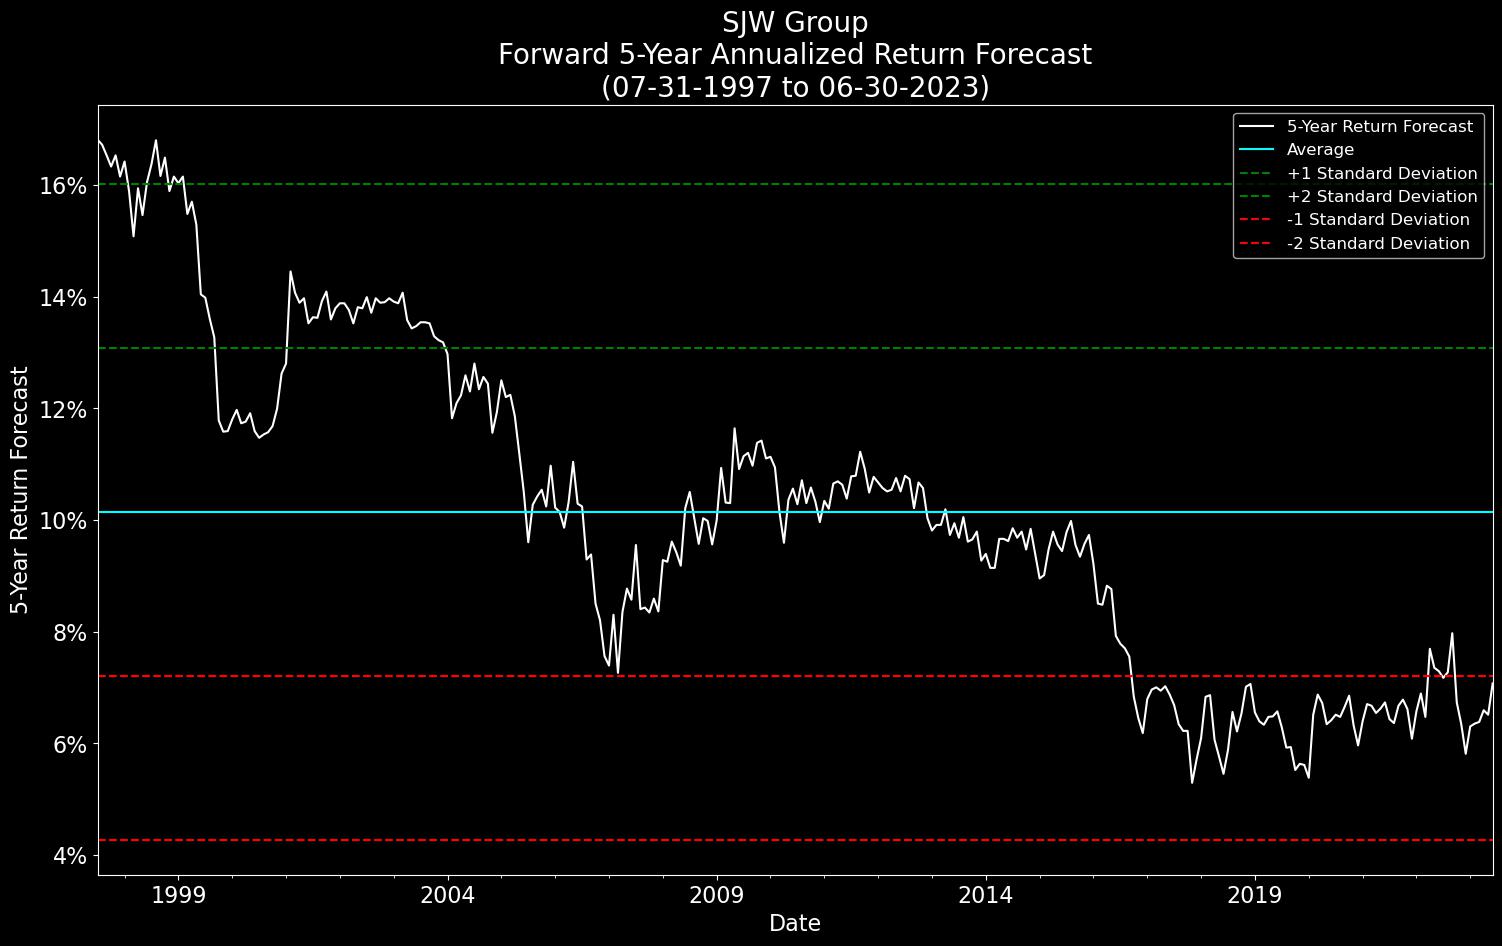 SJW Group
Forward 5-Year Annualized Return Forecast
(07-31-1997 to 06-30-2023)
5-Year Return Forecast
Average
+1 Standard Deviation
+2 Standard Deviation
-1 Standard Deviation
-2 Standard Deviation
5-Year Return Forecast
16%
14%
12%
10%
8%
6%
4%
1999 2004 2009 2014 2019
Date